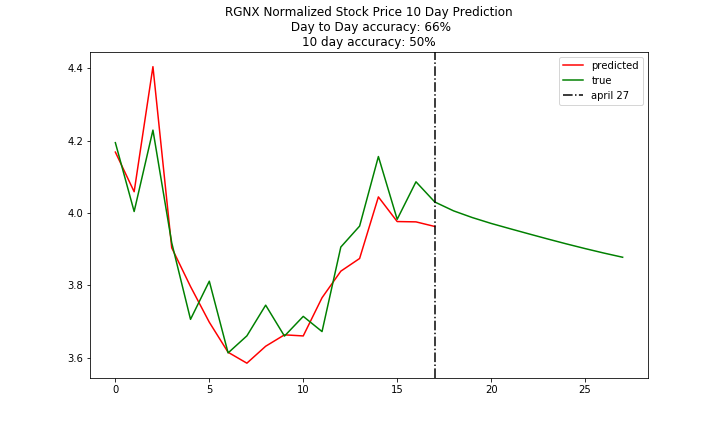 RGNX Normalized Stock Price 10 Day Prediction
Day to Day accuracy: 66%
10 day accuracy: 50%
predicted
true
april 27
4.4
4.2
4.0
3.8
3.6
0 5 10 15 20 25